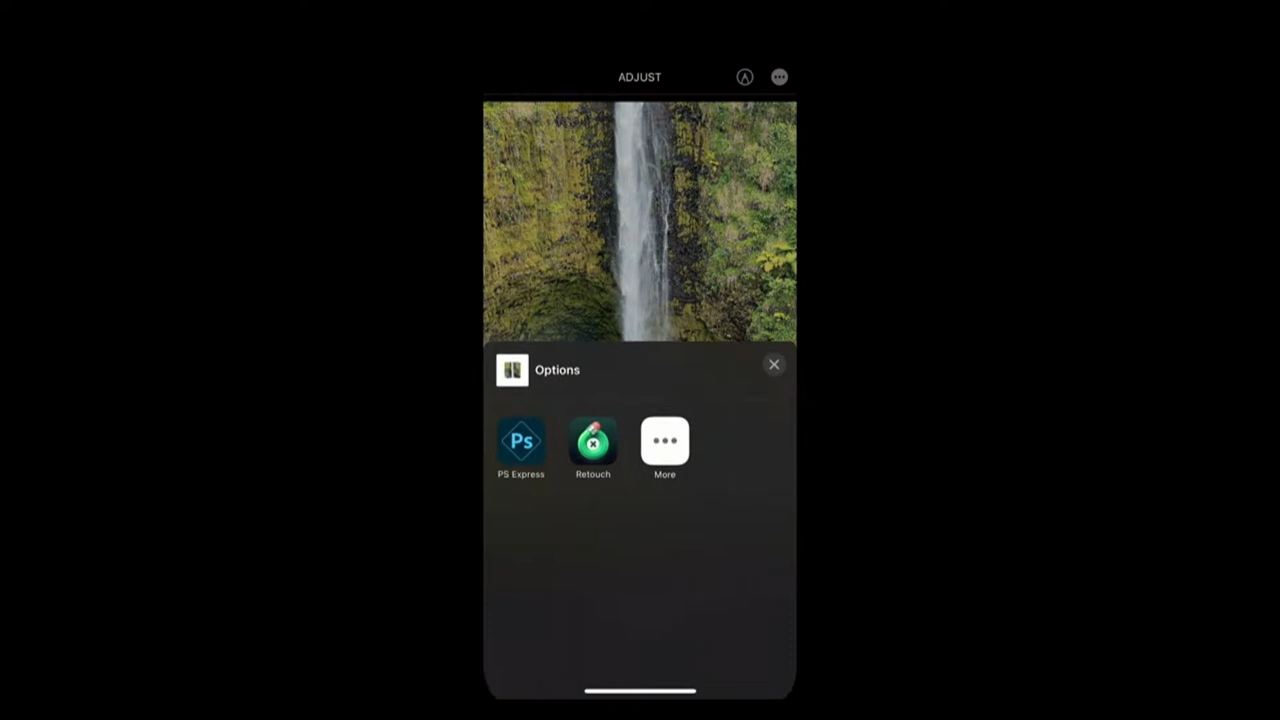 ADJUST
Options
Ps
PS Express
Retouch
More